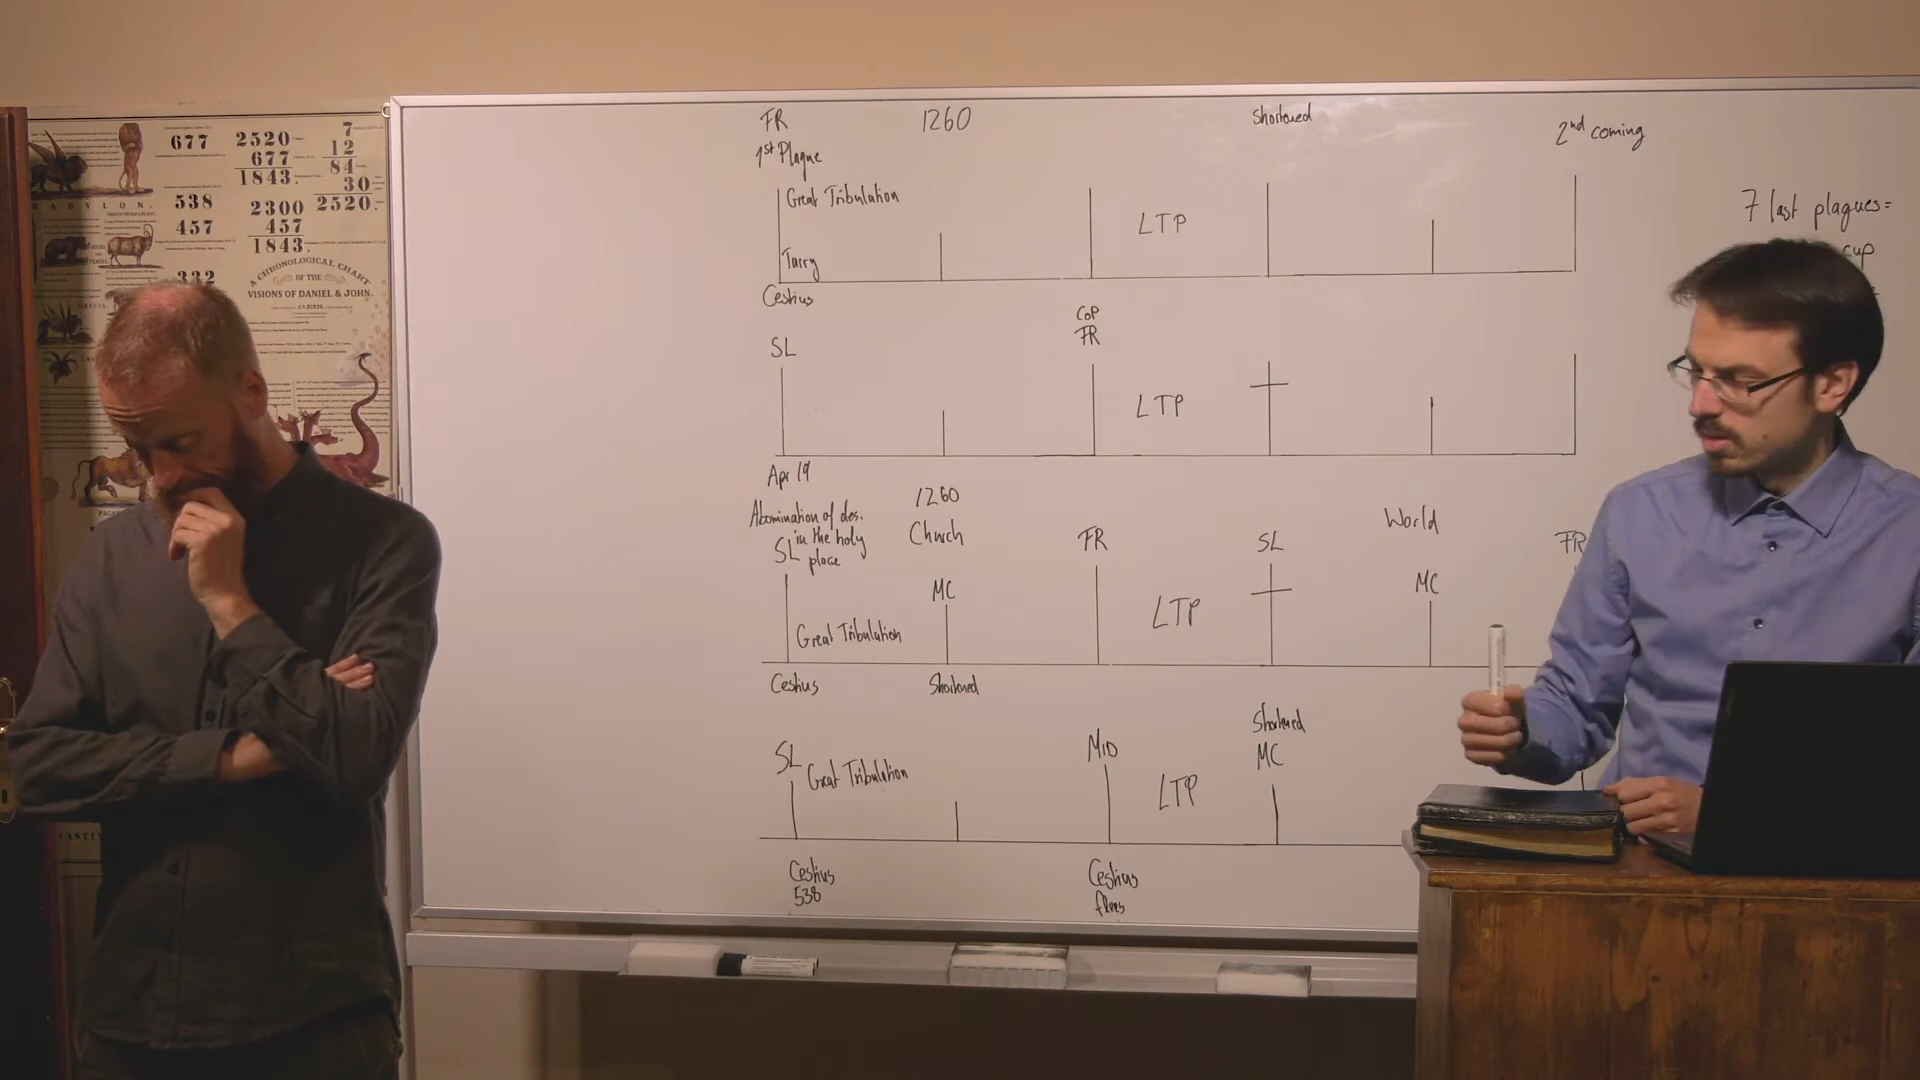 677
2520
677
1843.
7
12
84
30
2520.
BABYLON.
538
457
2300
457
1843.
332
A CHRONOLOGICAL CHART
OF THE
VISIONS OF DANIEL & JOHN.
FR
1260
Shortened
2nd coming
1st Plague
Great Tribulation
LTP
Tarry
Cestius
7 last plagues=
cup
SL
CoP
FR
LTP
Apr 19
Abomination of des.
in the holy
place
SL
1260
Church
MC
FR
SL
World
MC
FR
Great Tribulation
LTP
Cestius
Shortened
SL
Great Tribulation
MID
LTP
Shortened
MC
Cestius
538
Cestius
flees